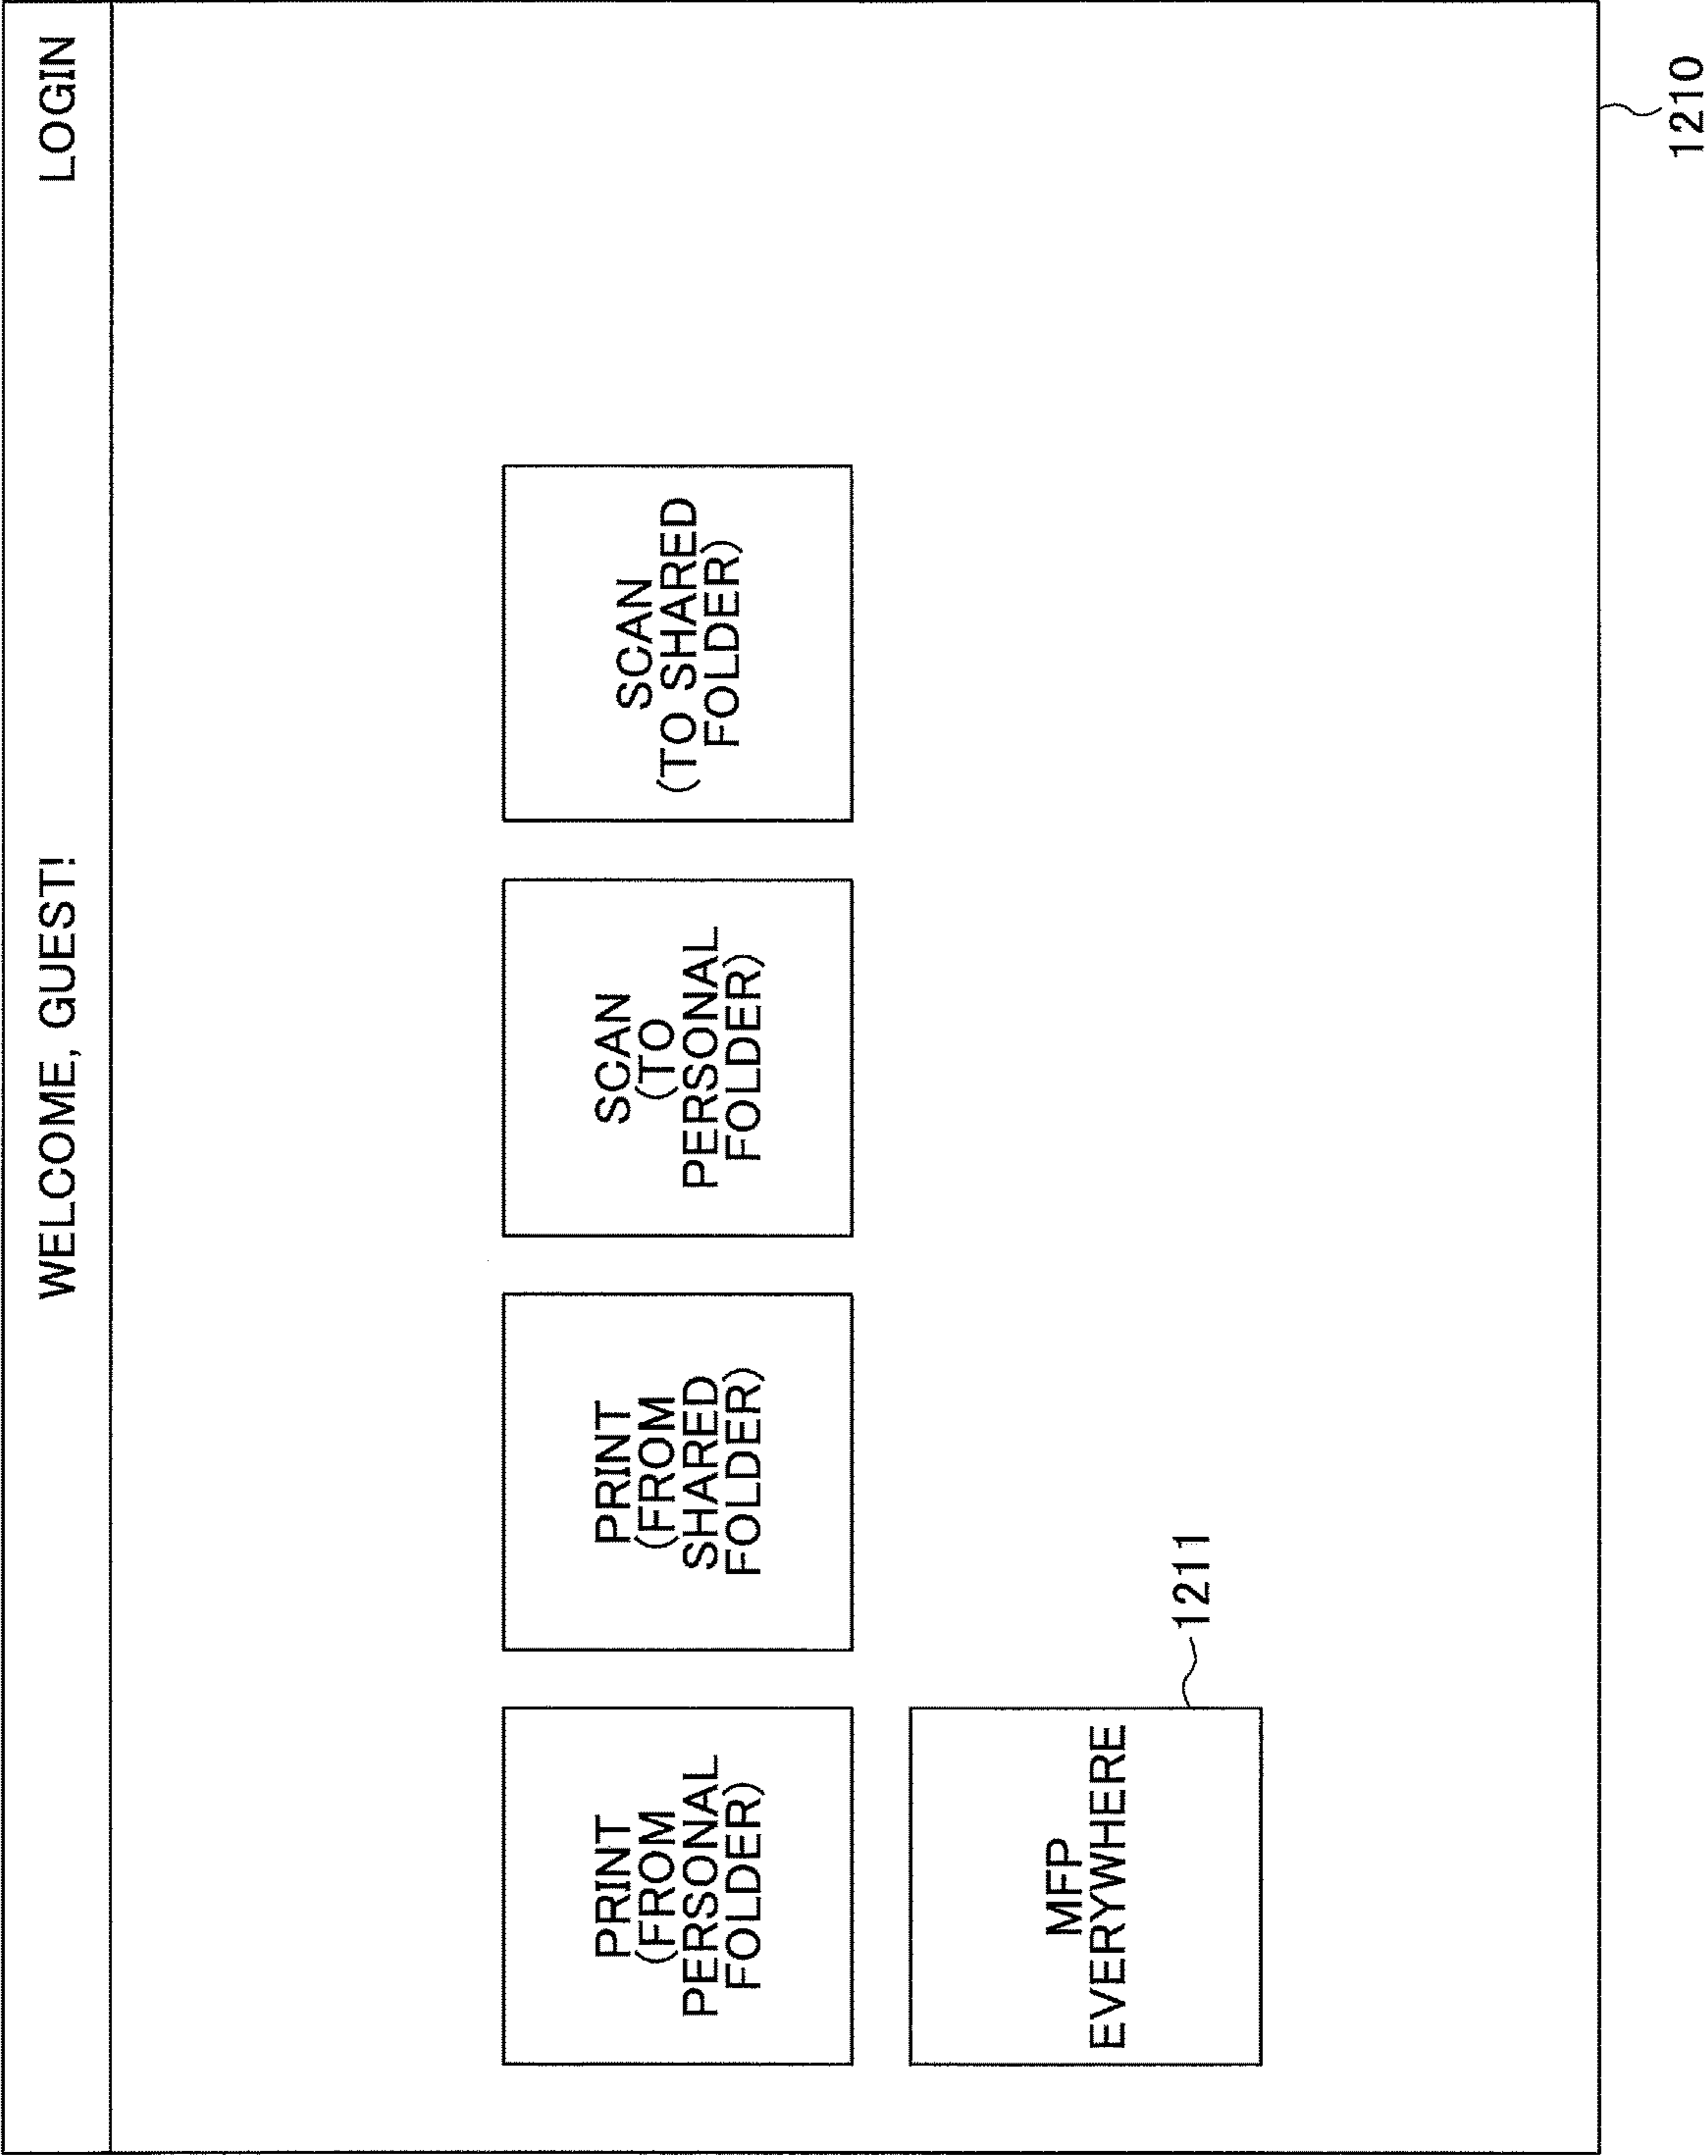 WELCOME, GUEST!
LOGIN
PRINT
(FROM
PERSONAL
FOLDER)
PRINT
(FROM
SHARED
FOLDER)
SCAN
(TO
PERSONAL
FOLDER)
SCAN
(TO SHARED
FOLDER)
MFP
EVERYWHERE
1211
1210